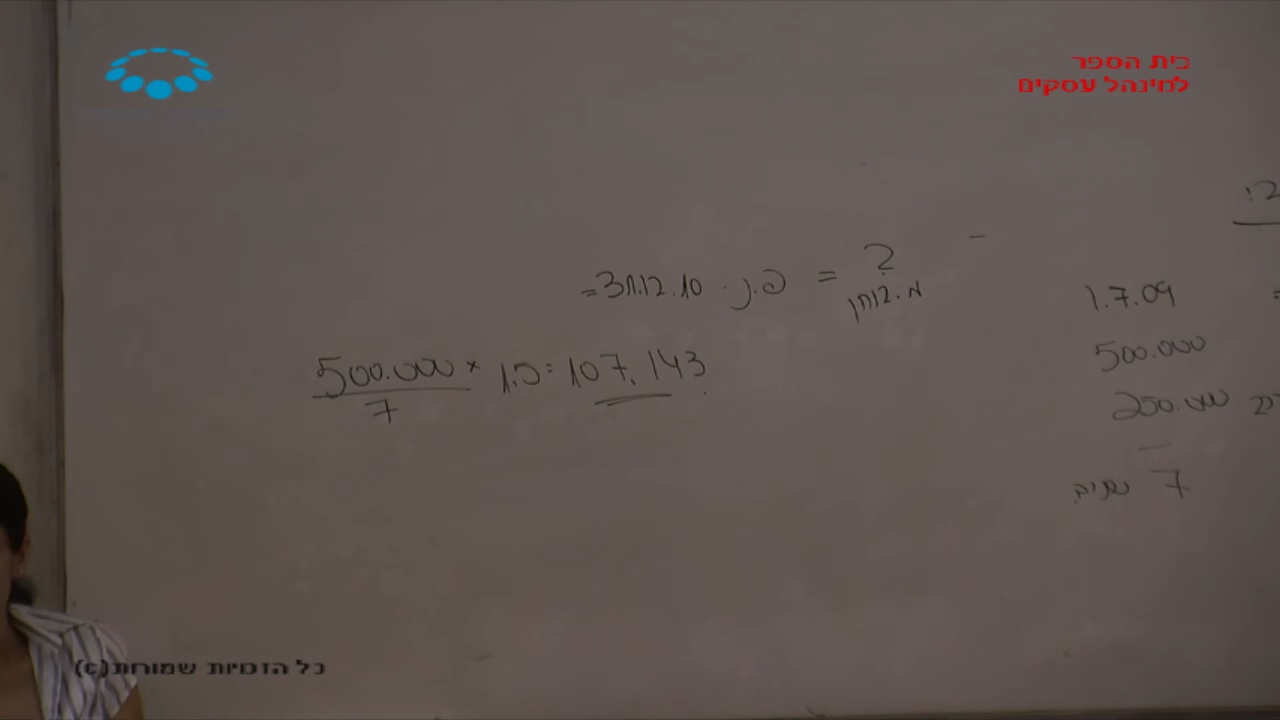 בית הספר
למינהל עסקים
1.7.09
500.000
250.000
7 שנים
? = פ.נ. 31.12.10 =
מ. בוחן
500.000 × 1.5 = 107.143
7
כל הזכויות שמורות(c)